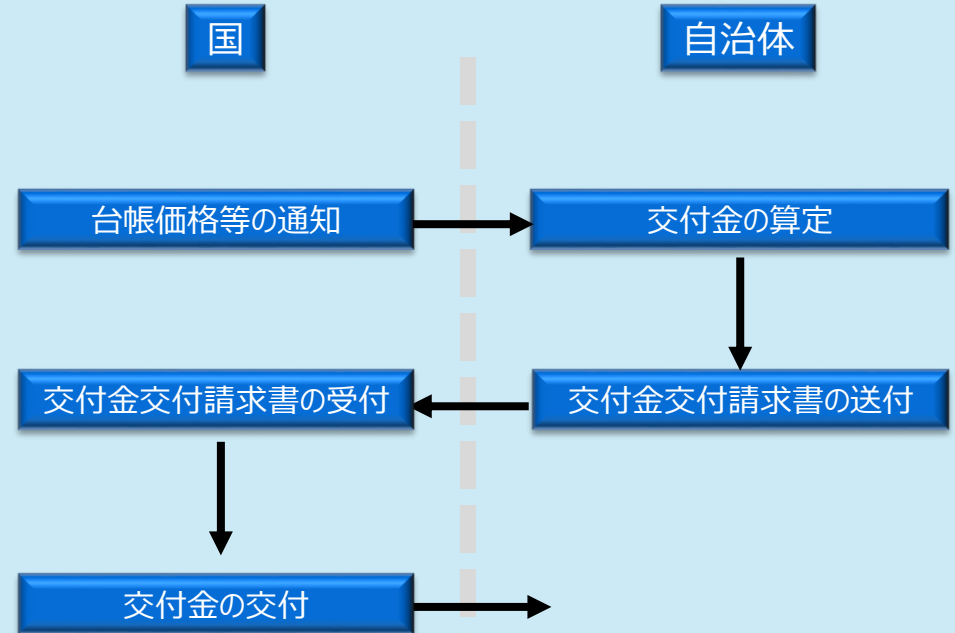 国
自治体
台帳価格等の通知
交付金の算定
交付金交付請求書の受付
交付金交付請求書の送付
交付金の交付